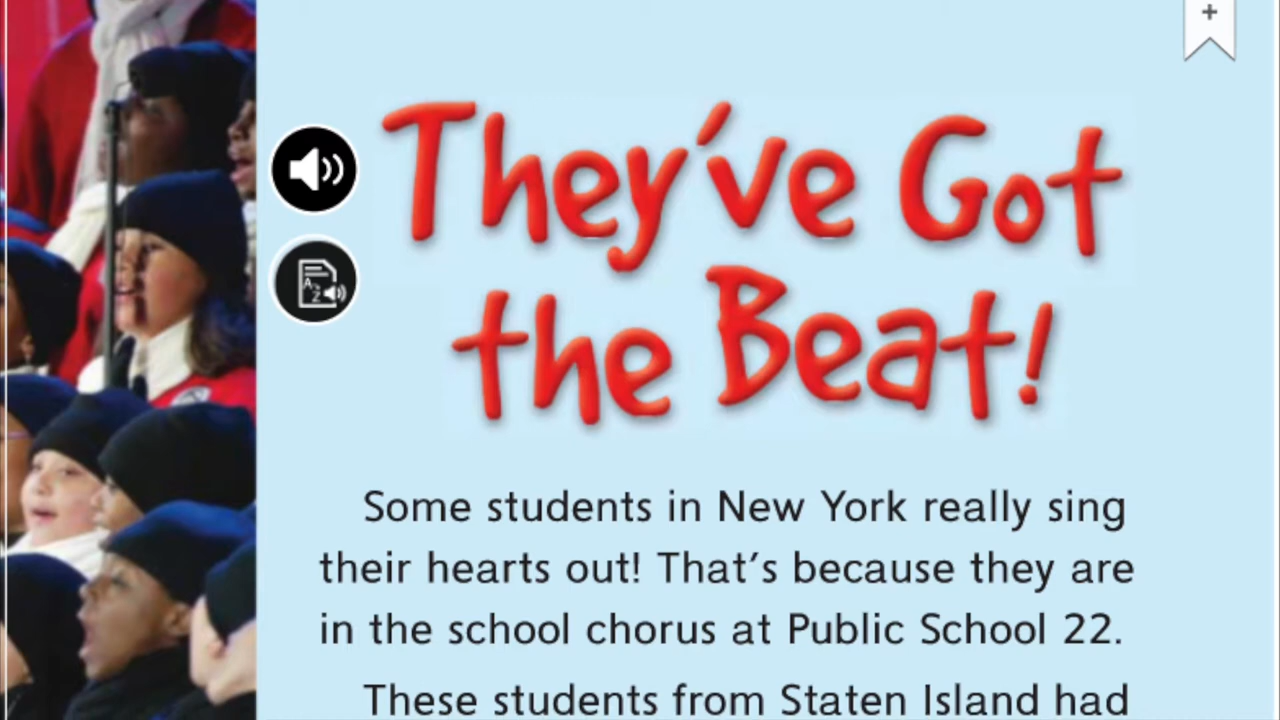 They've Got
the Beat!
Some students in New York really sing
their hearts out! That's because they are
in the school chorus at Public School 22.
These students from Staten Island had